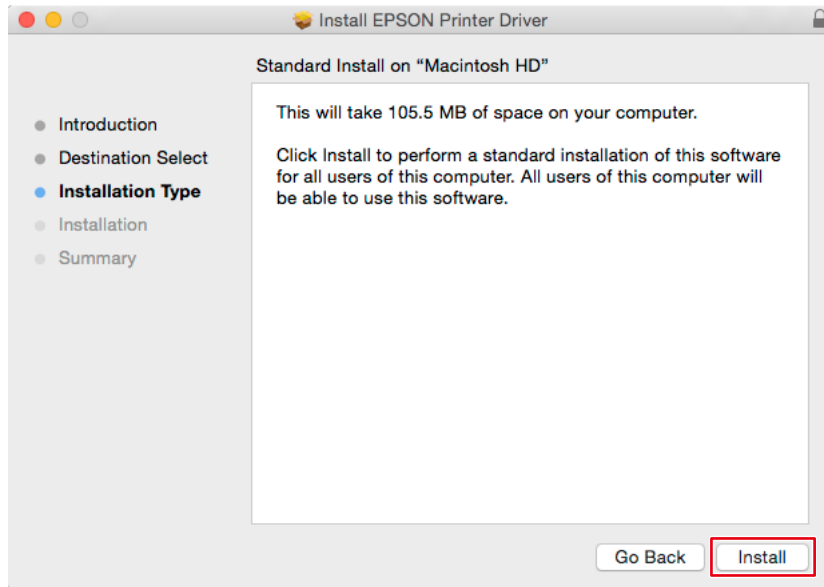 Install EPSON Printer Driver
Standard Install on “Macintosh HD”
Introduction
Destination Select
Installation Type
Installation
Summary
This will take 105.5 MB of space on your computer.
Click Install to perform a standard installation of this software
for all users of this computer. All users of this computer will
be able to use this software.
Go Back
Install